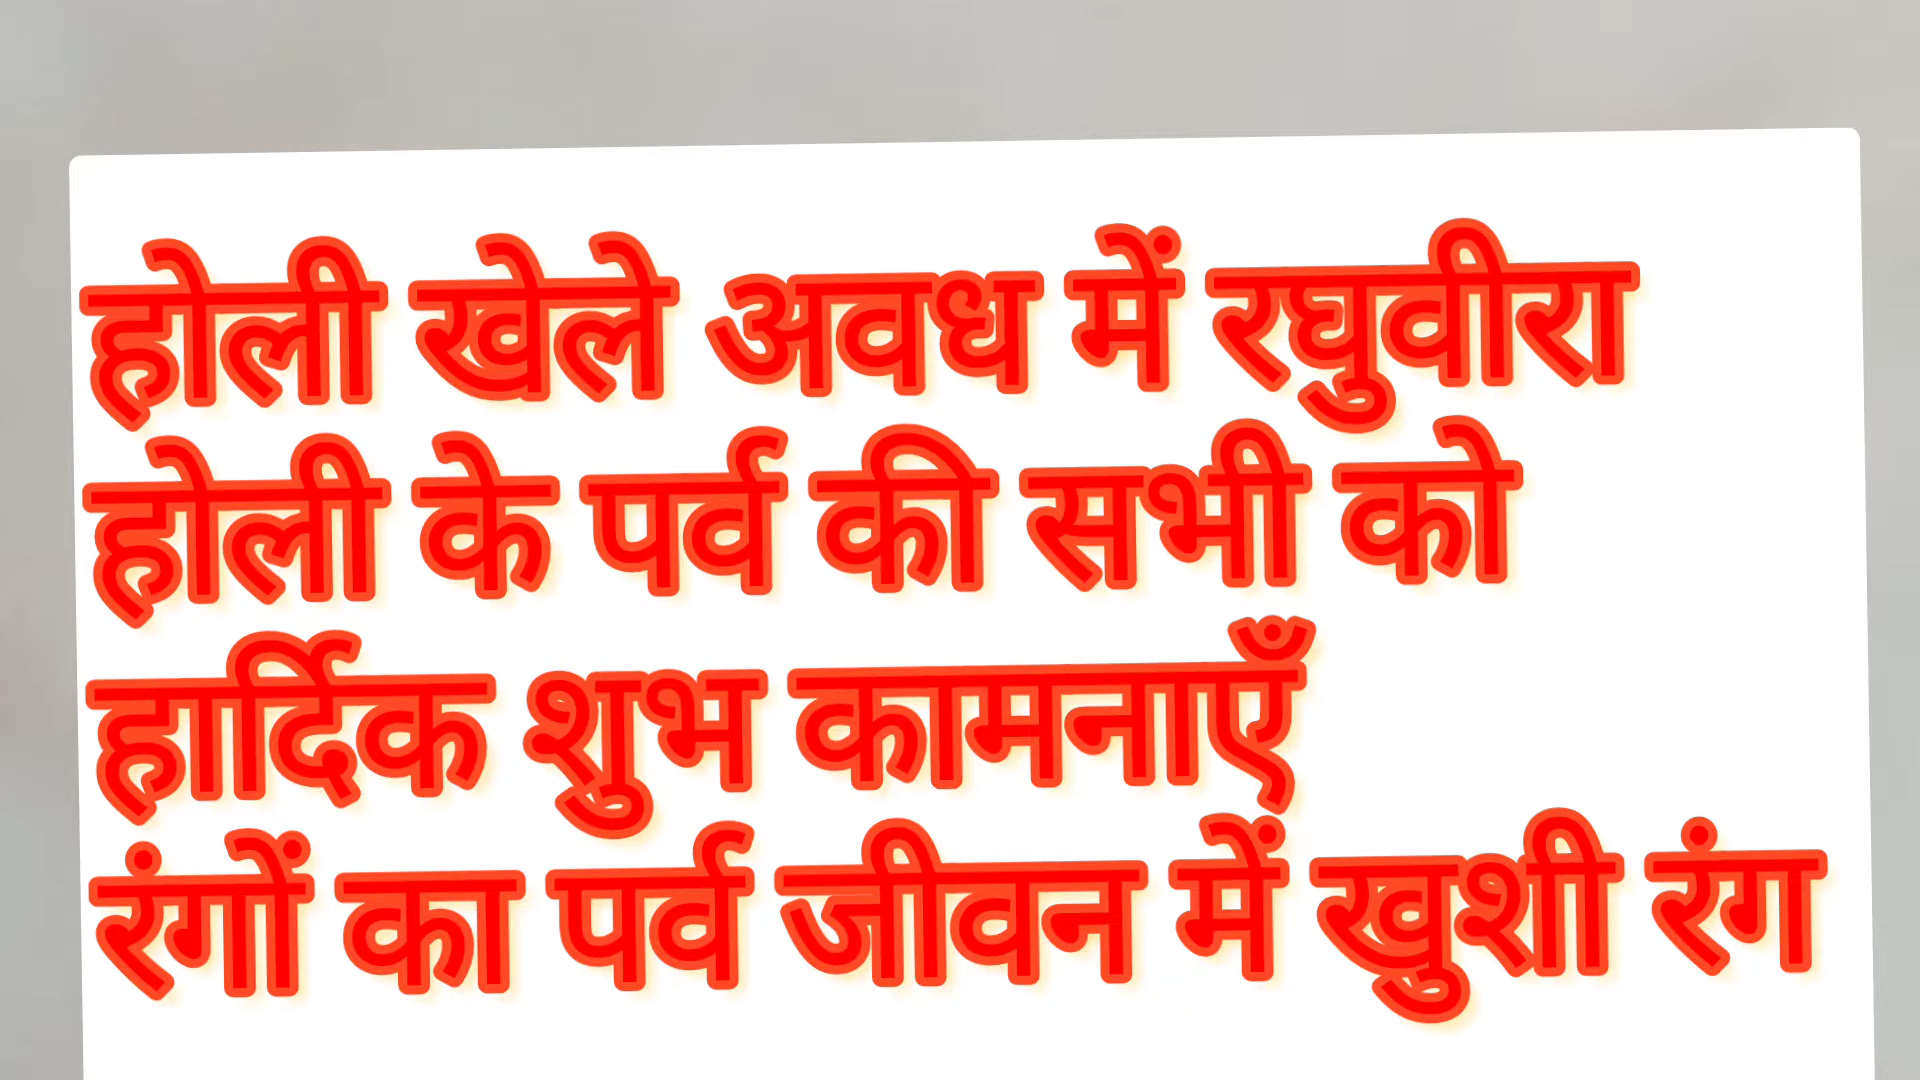 होली खेले अवध में रघुवीरा
होली के पर्व की सभी को
हार्दिक शुभ कामनाएँ
रंगों का पर्व जीवन में खुशी रंग